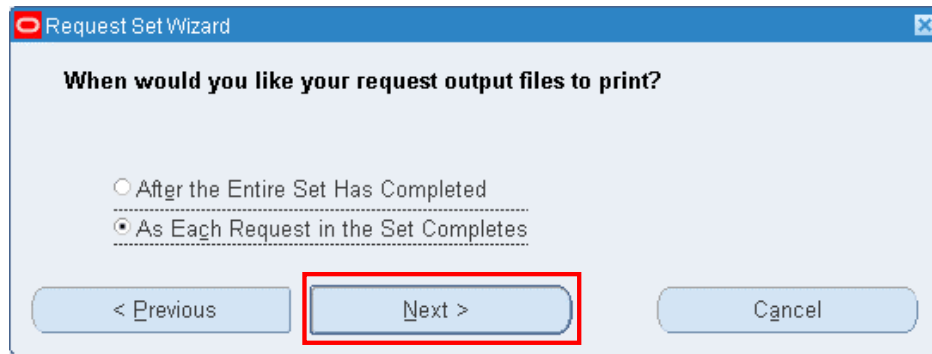 Request Set Wizard
When would you like your request output files to print?
After the Entire Set Has Completed
As Each Request in the Set Completes
< Previous Next > Cancel